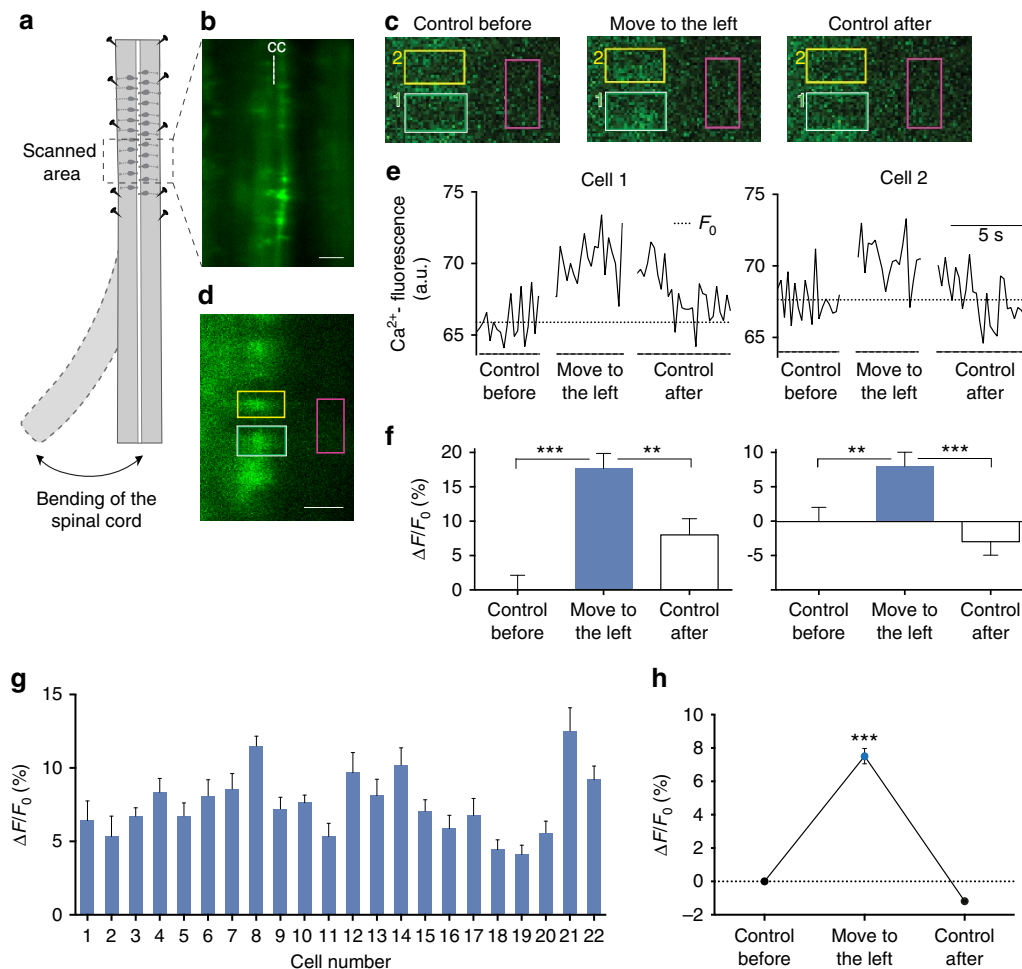 a
Scanned
area
Bending of the
spinal cord
b
cc
c
Control before
Move to the left
Control after
2
1
2
1
2
1
d
e
Cell 1
Cell 2
Ca2+- fluorescence
(a.u.)
75
70
65
F0
Control
before
Move to
the left
Control
after
75
70
65
5 s
Control
before
Move to
the left
Control
after
f
ΔF/F0 (%)
20
15
10
5
0
***
**
Control
before
Move to
the left
Control
after
10
5
0
-5
**
***
Control
before
Move to
the left
Control
after
g
ΔF/F0 (%)
15
10
5
0
1 2 3 4 5 6 7 8 9 10 11 12 13 14 15 16 17 18 19 20 21 22
Cell number
h
ΔF/F0 (%)
10
8
6
4
2
0
–2
***
Control
before
Move to
the left
Control
after